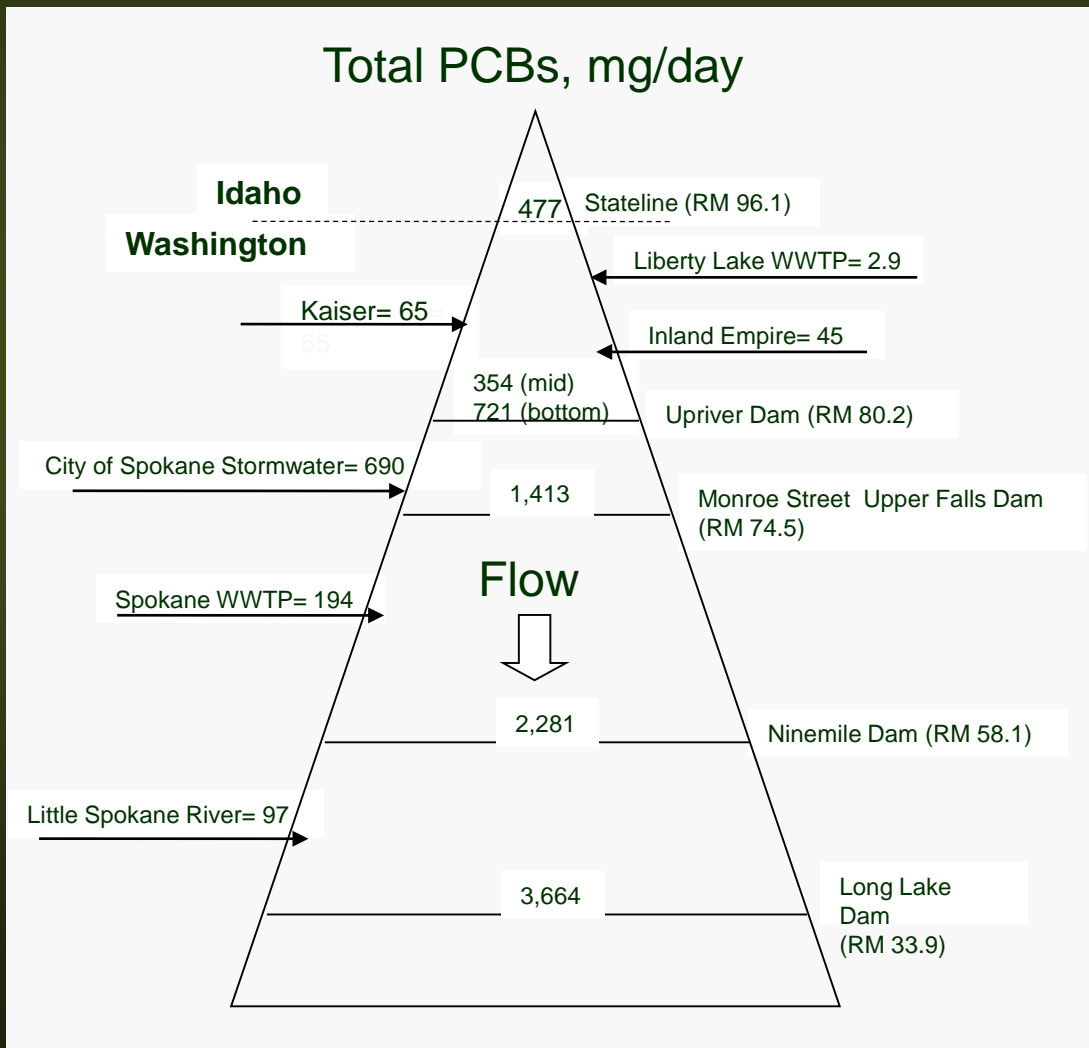 Total PCBs, mg/day
Idaho
477
Stateline (RM 96.1)
Washington
Liberty Lake WWTP= 2.9
Kaiser= 65=
65
Inland Empire= 45
354 (mid)
721 (bottom)
Upriver Dam (RM 80.2)
City of Spokane Stormwater= 690
1,413
Monroe Street  Upper Falls Dam
(RM 74.5)
Flow
Spokane WWTP= 194
2,281
Ninemile Dam (RM 58.1)
Little Spokane River= 97
3,664
Long Lake
Dam
(RM 33.9)